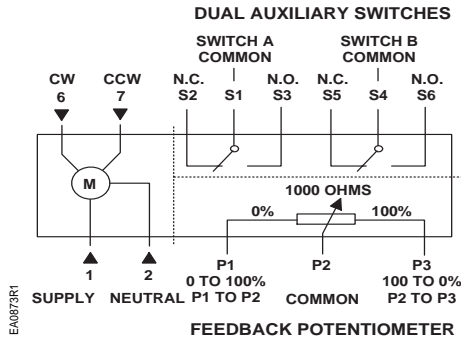 DUAL AUXILIARY SWITCHES
SWITCH A COMMON
SWITCH B COMMON
CW 6
CCW 7
N.C. S2
S1
N.O. S3
N.C. S5
S4
N.O. S6
M
1000 OHMS
0%
100%
1
2
SUPPLY
NEUTRAL
P1
0 TO 100%
P1 TO P2
P2
COMMON
P3
100 TO 0%
P2 TO P3
FEEDBACK POTENTIOMETER
EA0873R1